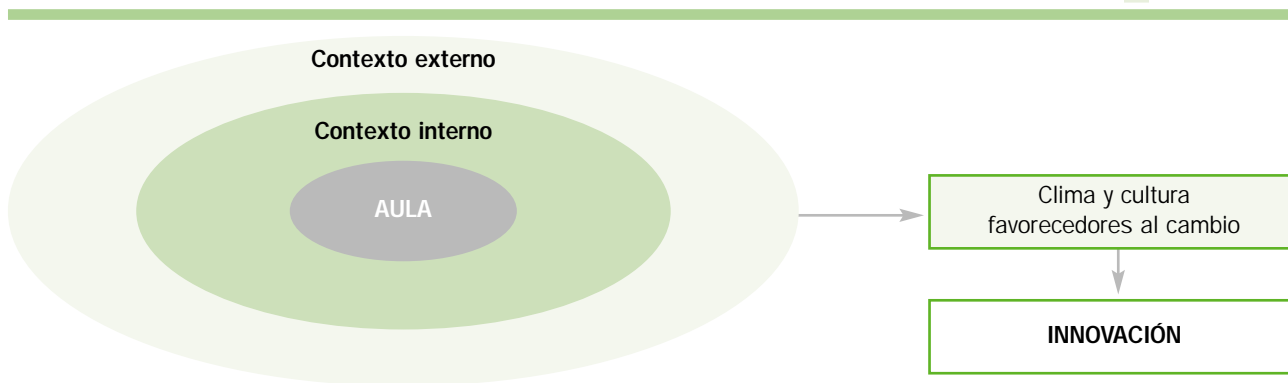 Contexto externo
Contexto interno
AULA
Clima y cultura
favorecedores al cambio
INNOVACIÓN